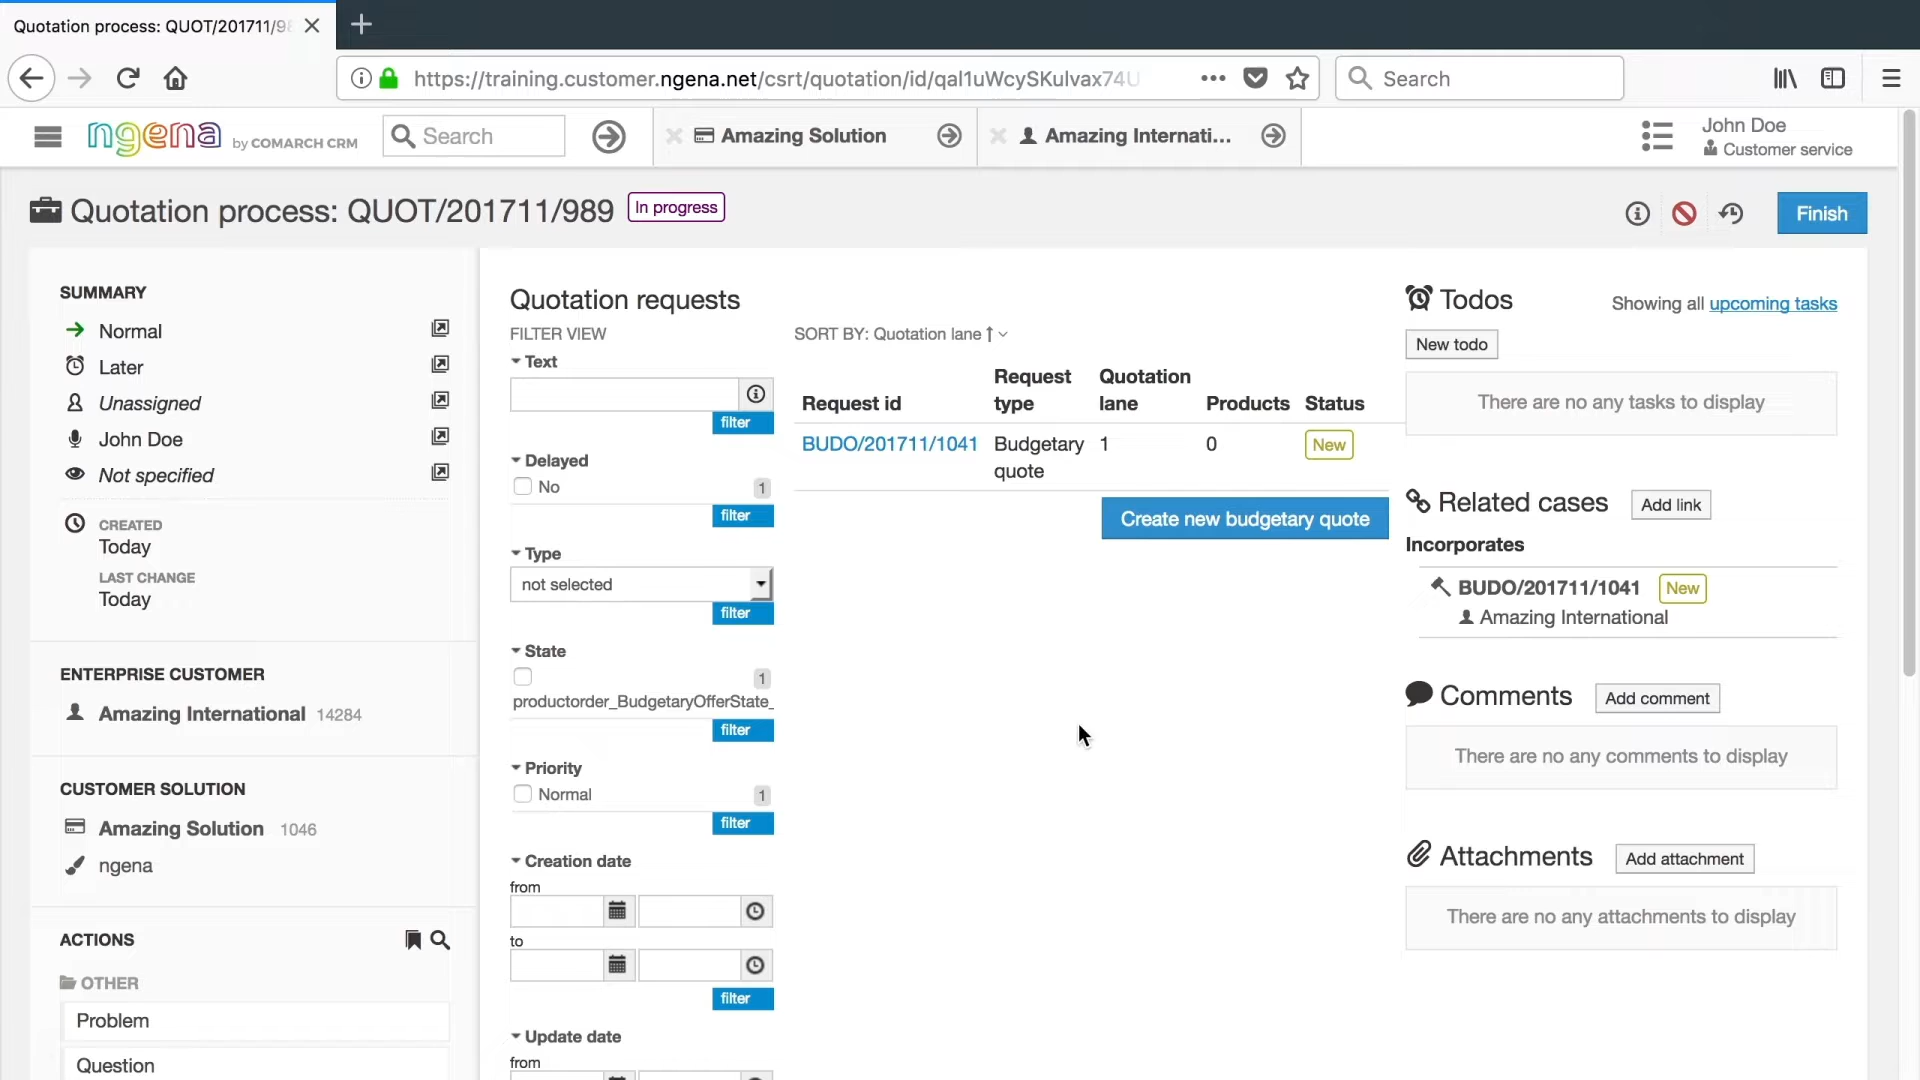 Quotation process: QUOT/201711/98
https://training.customer.ngena.net/csrt/quotation/id/qal1uWcySKulvax74U
Search
ngena by COMARCH CRM
Search
Amazing Solution
Amazing Internati...
John Doe
Customer service
Quotation process: QUOT/201711/989
In progress
Finish
SUMMARY
Normal
Later
Unassigned
John Doe
Not specified
CREATED
Today
LAST CHANGE
Today
ENTERPRISE CUSTOMER
Amazing International 14284
CUSTOMER SOLUTION
Amazing Solution 1046
ngena
ACTIONS
OTHER
Problem
Question
Quotation requests
FILTER VIEW
Text
filter
Delayed
No 1
filter
Type
not selected
filter
State
1
productorder_BudgetaryOfferState_
filter
Priority
Normal 1
filter
Creation date
from
to
filter
Update date
from
SORT BY: Quotation lane
Request id Request type Quotation lane Products Status
BUDO/201711/1041 Budgetary quote 1 0 New
Create new budgetary quote
Todos
Showing all upcoming tasks
New todo
There are no any tasks to display
Related cases
Add link
Incorporates
BUDO/201711/1041 New
Amazing International
Comments
Add comment
There are no any comments to display
Attachments
Add attachment
There are no any attachments to display